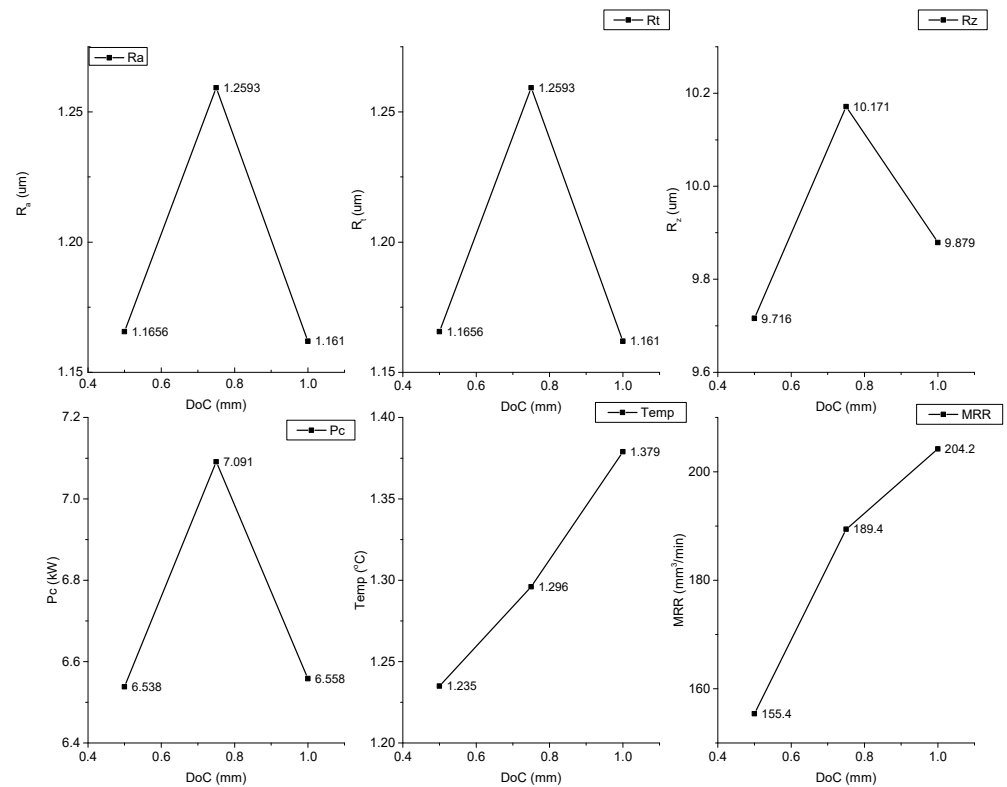 Ra
1.25
1.20
1.15
Rₐ (um)
1.1656
1.2593
1.161
0.4 0.6 0.8 1.0
DoC (mm)
Rt
1.25
1.20
1.15
Rₜ (um)
1.1656
1.2593
1.161
0.4 0.6 0.8 1.0
DoC (mm)
Rz
10.2
10.0
9.8
9.6
R_z (um)
9.716
10.171
9.879
0.4 0.6 0.8 1.0
DoC (mm)
Pc
7.2
7.0
6.8
6.6
6.4
Pc (kW)
6.538
7.091
6.558
0.4 0.6 0.8 1.0
DoC (mm)
Temp
1.40
1.35
1.30
1.25
1.20
Temp (°C)
1.235
1.296
1.379
0.4 0.6 0.8 1.0
DoC (mm)
MRR
200
180
160
MRR (mm³/min)
155.4
189.4
204.2
0.4 0.6 0.8 1.0
DoC (mm)